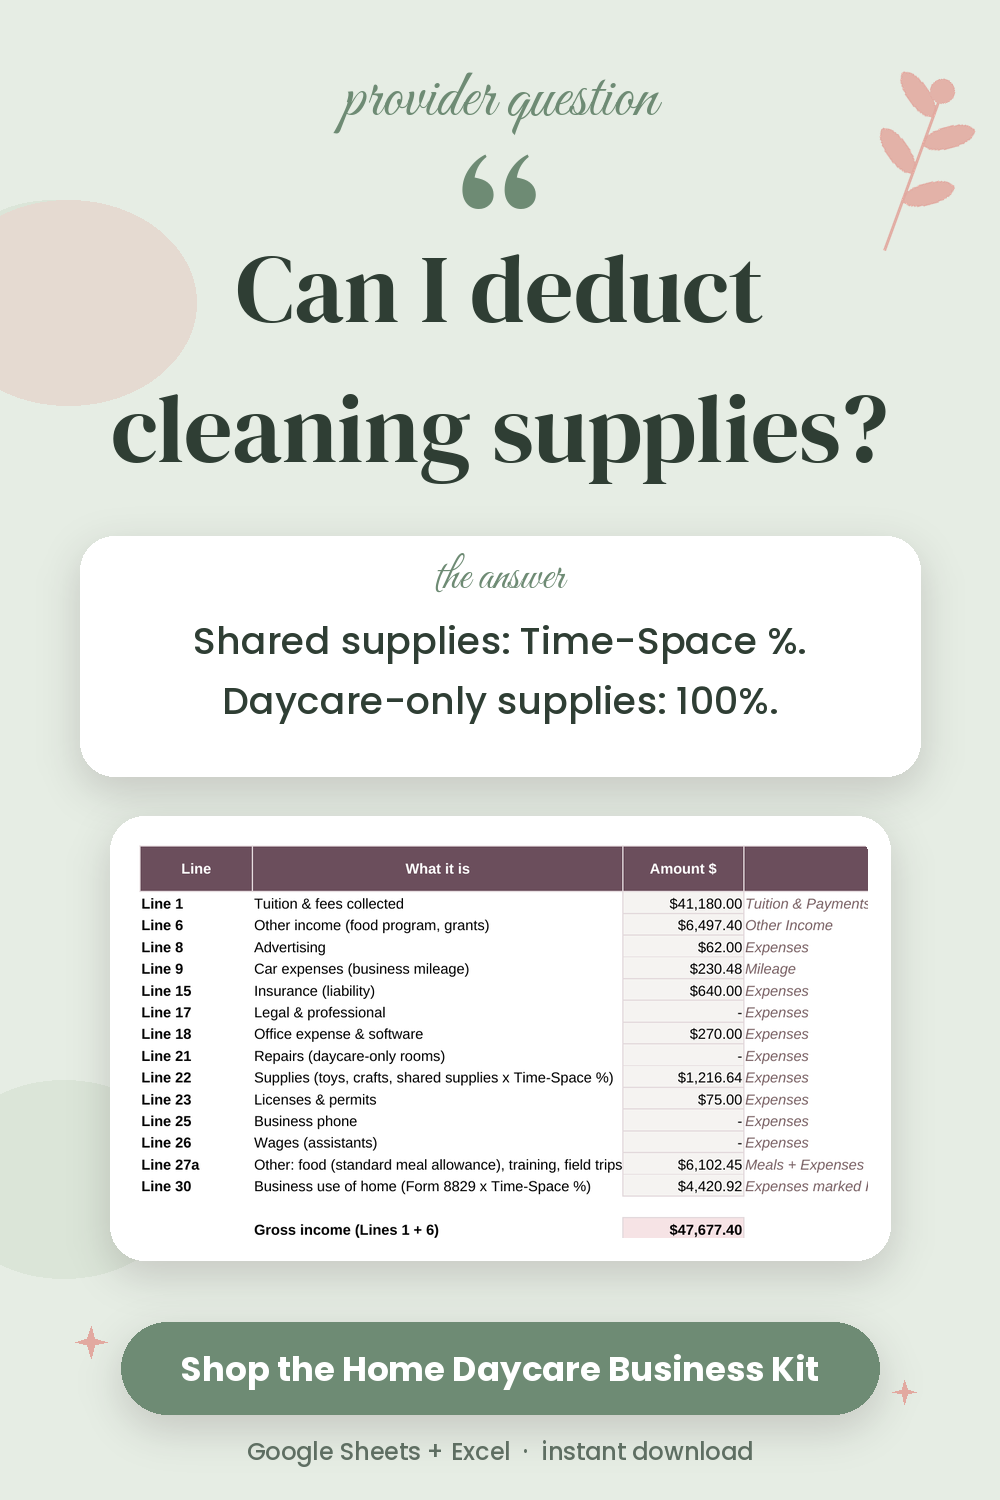 provider question
“
Can I deduct
cleaning supplies?
the answer
Shared supplies: Time-Space %.
Daycare-only supplies: 100%.
Line What it is Amount $
Line 1 Tuition & fees collected $41,180.00 Tuition & Payments
Line 6 Other income (food program, grants) $6,497.40 Other Income
Line 8 Advertising $62.00 Expenses
Line 9 Car expenses (business mileage) $230.48 Mileage
Line 15 Insurance (liability) $640.00 Expenses
Line 17 Legal & professional - Expenses
Line 18 Office expense & software $270.00 Expenses
Line 21 Repairs (daycare-only rooms) - Expenses
Line 22 Supplies (toys, crafts, shared supplies x Time-Space %) $1,216.64 Expenses
Line 23 Licenses & permits $75.00 Expenses
Line 25 Business phone - Expenses
Line 26 Wages (assistants) - Expenses
Line 27a Other: food (standard meal allowance), training, field trips $6,102.45 Meals + Expenses
Line 30 Business use of home (Form 8829 x Time-Space %) $4,420.92 Expenses marked
Gross income (Lines 1 + 6) $47,677.40
Shop the Home Daycare Business Kit
Google Sheets + Excel · instant download